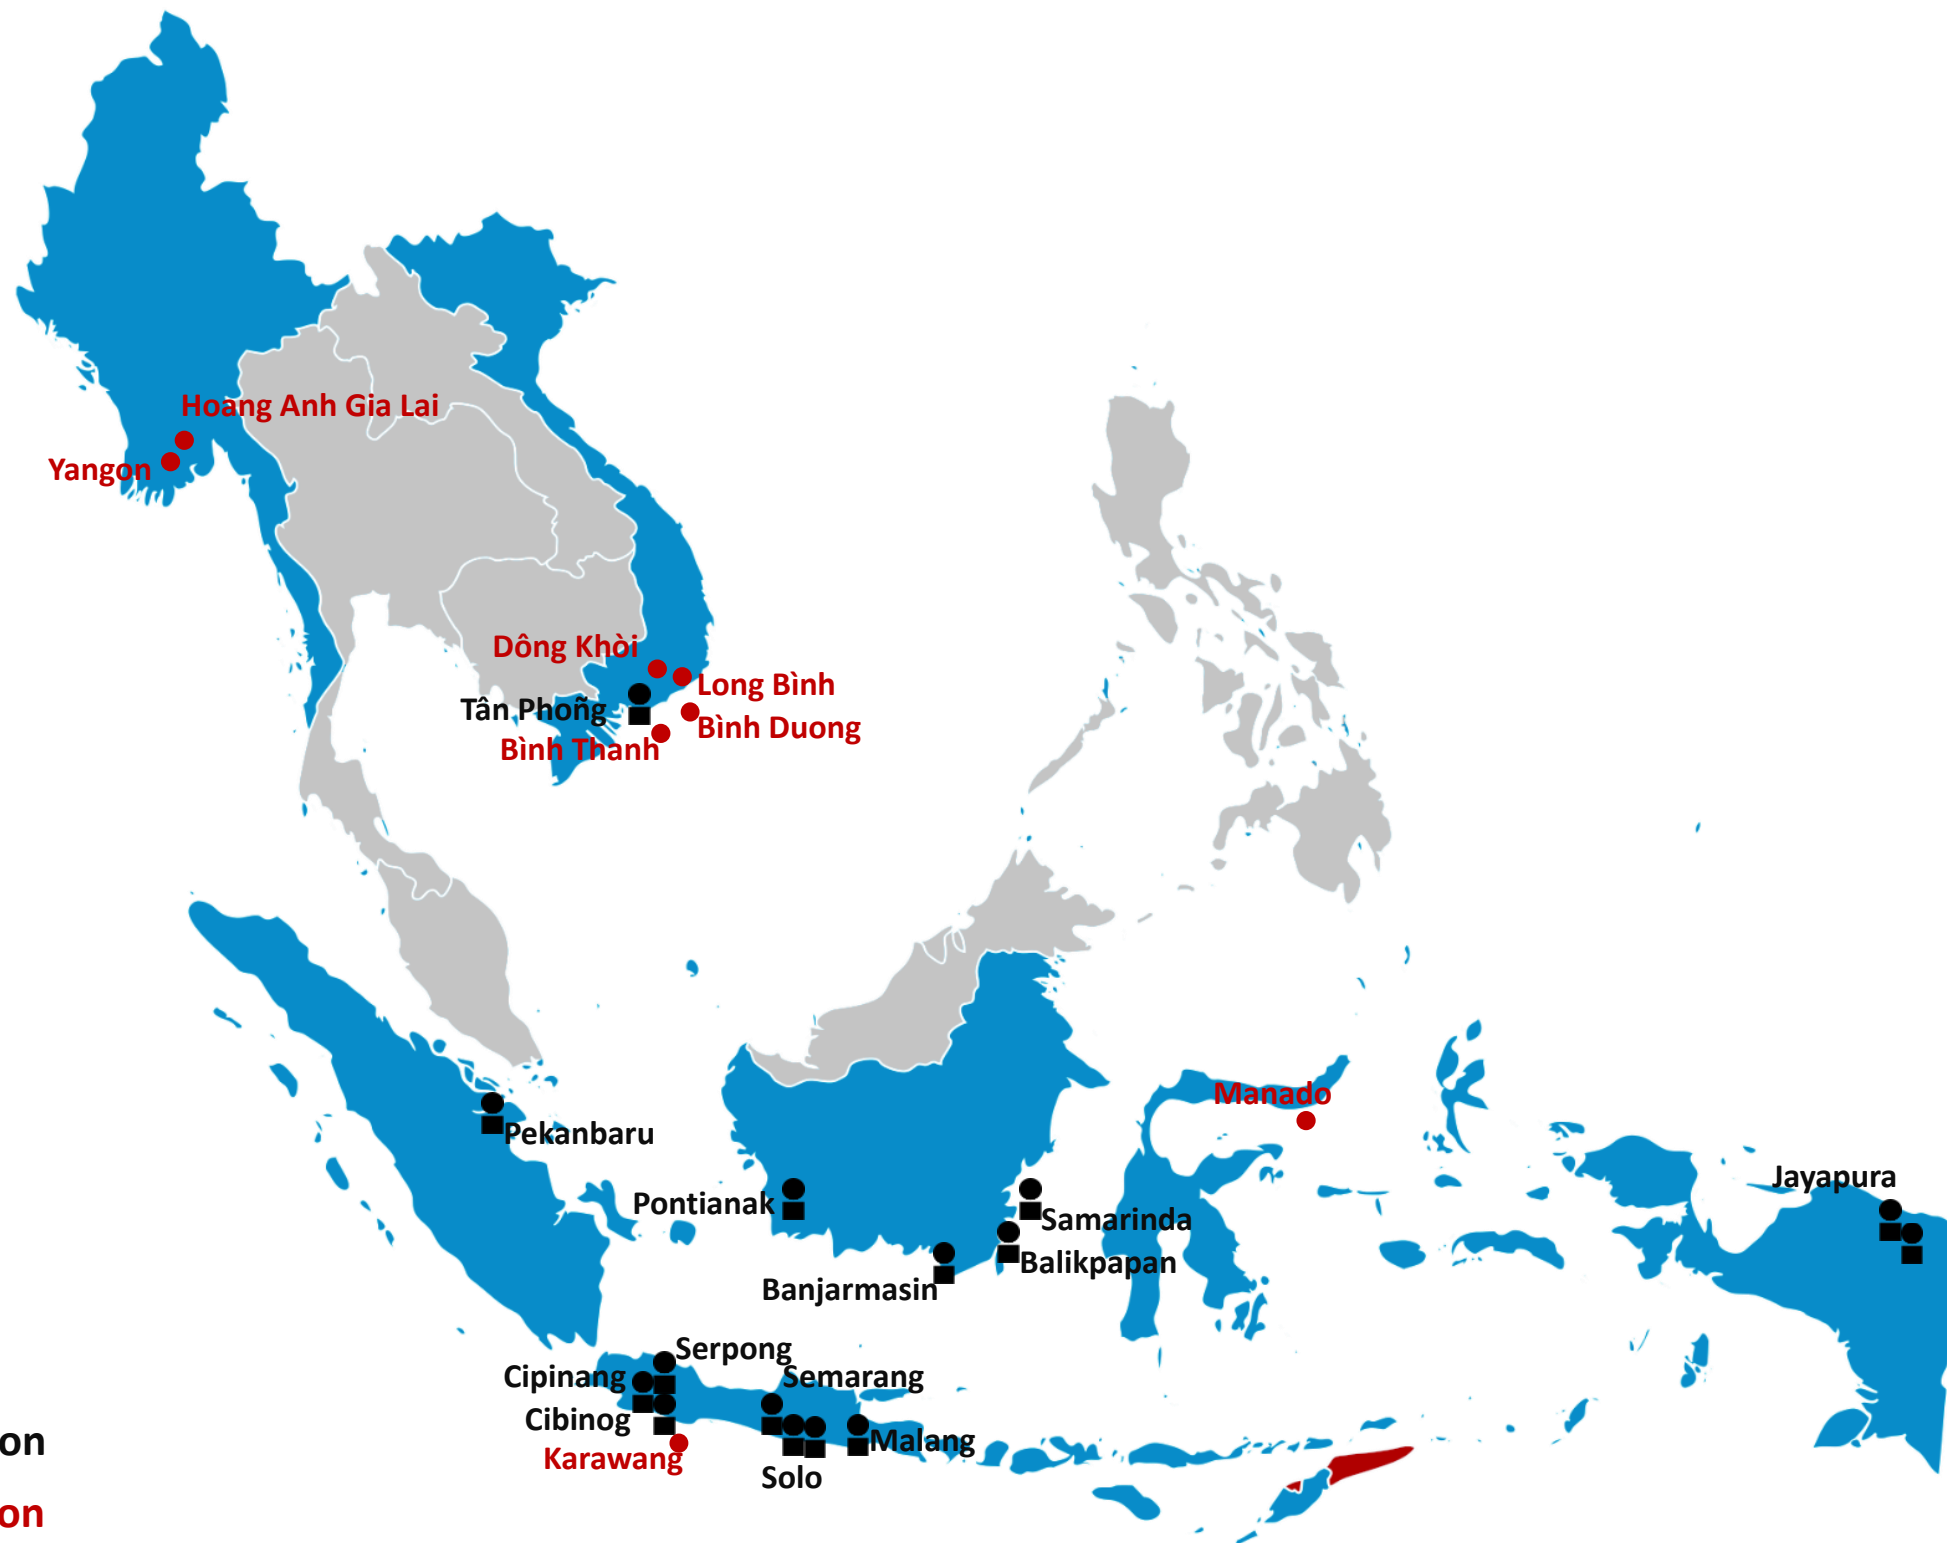 Hoang Anh Gia Lai
Yangon
Dông Khòi
Long Bình
Tân Phoñg
Bình Duong
Bình Thanh
Manado
Pekanbaru
Jayapura
Pontianak
Samarinda
Balikpapan
Banjarmasin
Serpong
Cipinang
Semarang
Cibinog
Malang
Karawang
Solo
on
on